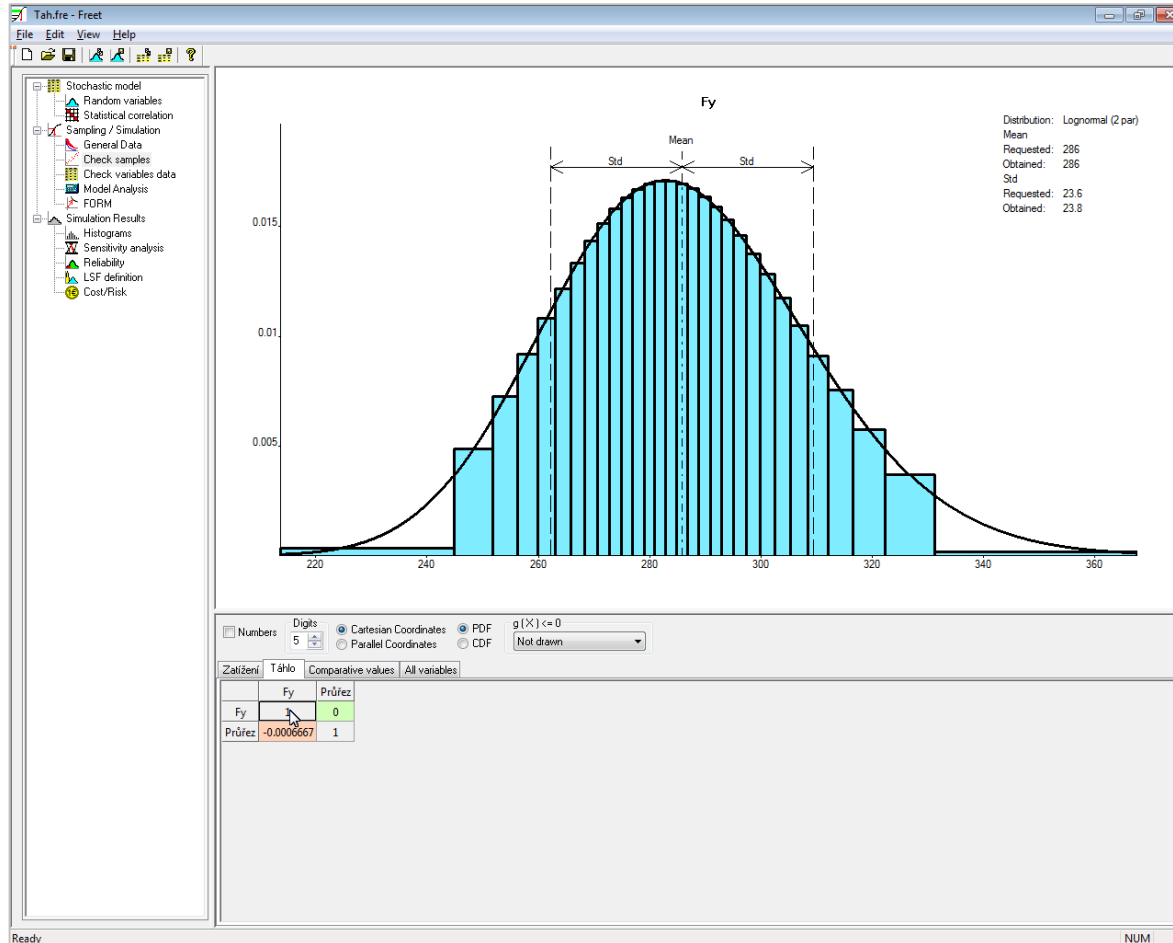 Tah.fre - Freet
File Edit View Help
Stochastic model
Random variables
Statistical correlation
Sampling / Simulation
General Data
Check samples
Check variables data
Model Analysis
FORM
Simulation Results
Histograms
Sensitivity analysis
Reliability
LSF definition
Cost/Risk
Fy
Mean
Std Std
Distribution: Lognormal (2 par)
Mean
Requested: 286
Obtained: 286
Std
Requested: 23.6
Obtained: 23.8
0.015
0.01
0.005
220 240 260 280 300 320 340 360
Numbers
Digits
5
Cartesian Coordinates
Parallel Coordinates
PDF
CDF
g(X)<=0
Not drawn
Zatížení Táhlo Comparative values All variables
Fy Průřez
Fy 1 0
Průřez -0.0006667 1
Ready NUM